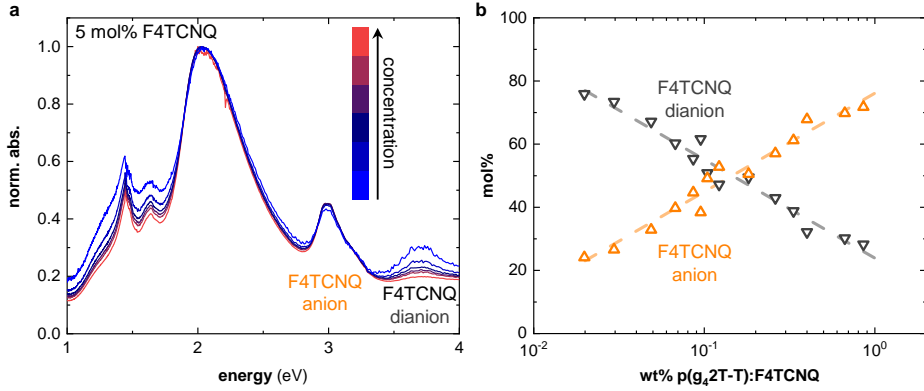 a
5 mol% F4TCNQ
concentration
F4TCNQ
anion
F4TCNQ
dianion
norm. abs.
1.0
0.8
0.6
0.4
0.2
0.0
1 2 3 4
energy (eV)
b
F4TCNQ
dianion
F4TCNQ
anion
mol%
100
80
60
40
20
0
10⁻² 10⁻¹ 10⁰
wt% p(g₄2T-T):F4TCNQ